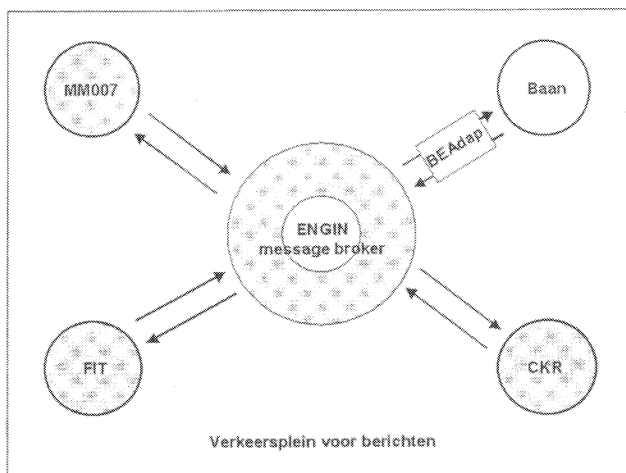 MM007
Baan
BEAdap
ENGIN
message broker
FIT
CKR
Verkeersplein voor berichten